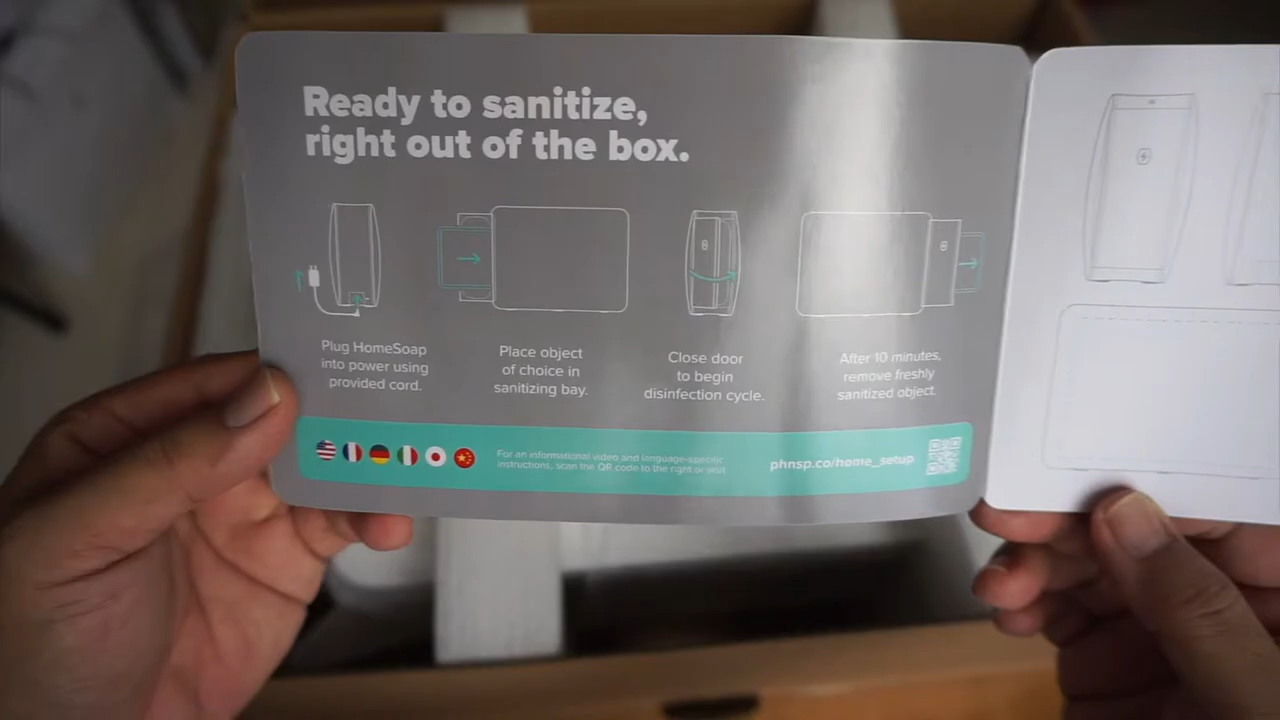 Ready to sanitize,
right out of the box.
Plug HomeSoap
into power using
provided cord.
Place object
of choice in
sanitizing bay.
Close door
to begin
disinfection cycle.
After 10 minutes,
remove freshly
sanitized object.
For an informational video and language-specific
instructions, scan the QR code to the right or visit
phnsp.co/home_setup